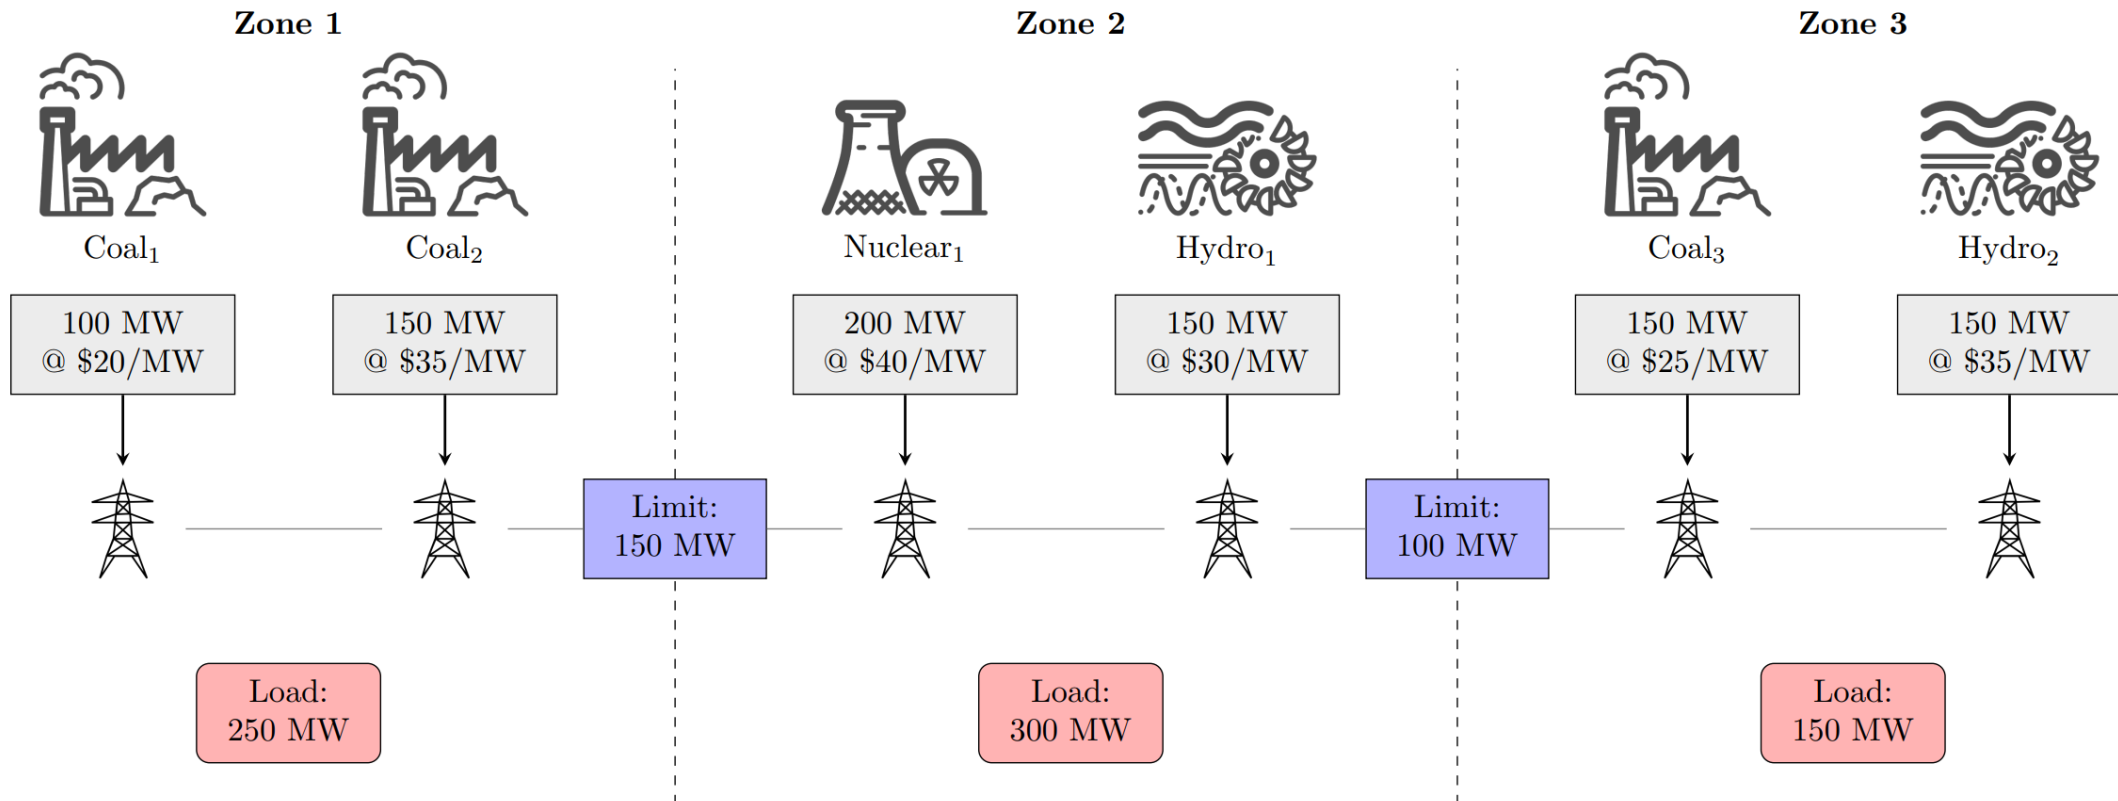 Zone 1
Zone 2
Zone 3
Coal₁
Coal₂
Nuclear₁
Hydro₁
Coal₃
Hydro₂
100 MW
@ $20/MW
150 MW
@ $35/MW
200 MW
@ $40/MW
150 MW
@ $30/MW
150 MW
@ $25/MW
150 MW
@ $35/MW
Limit:
150 MW
Limit:
100 MW
Load:
250 MW
Load:
300 MW
Load:
150 MW